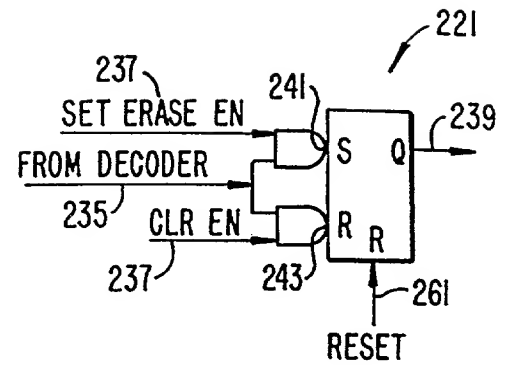 221
237
241
SET ERASE EN
239
S
Q
FROM DECODER
235
CLR EN
R
R
237
243
261
RESET